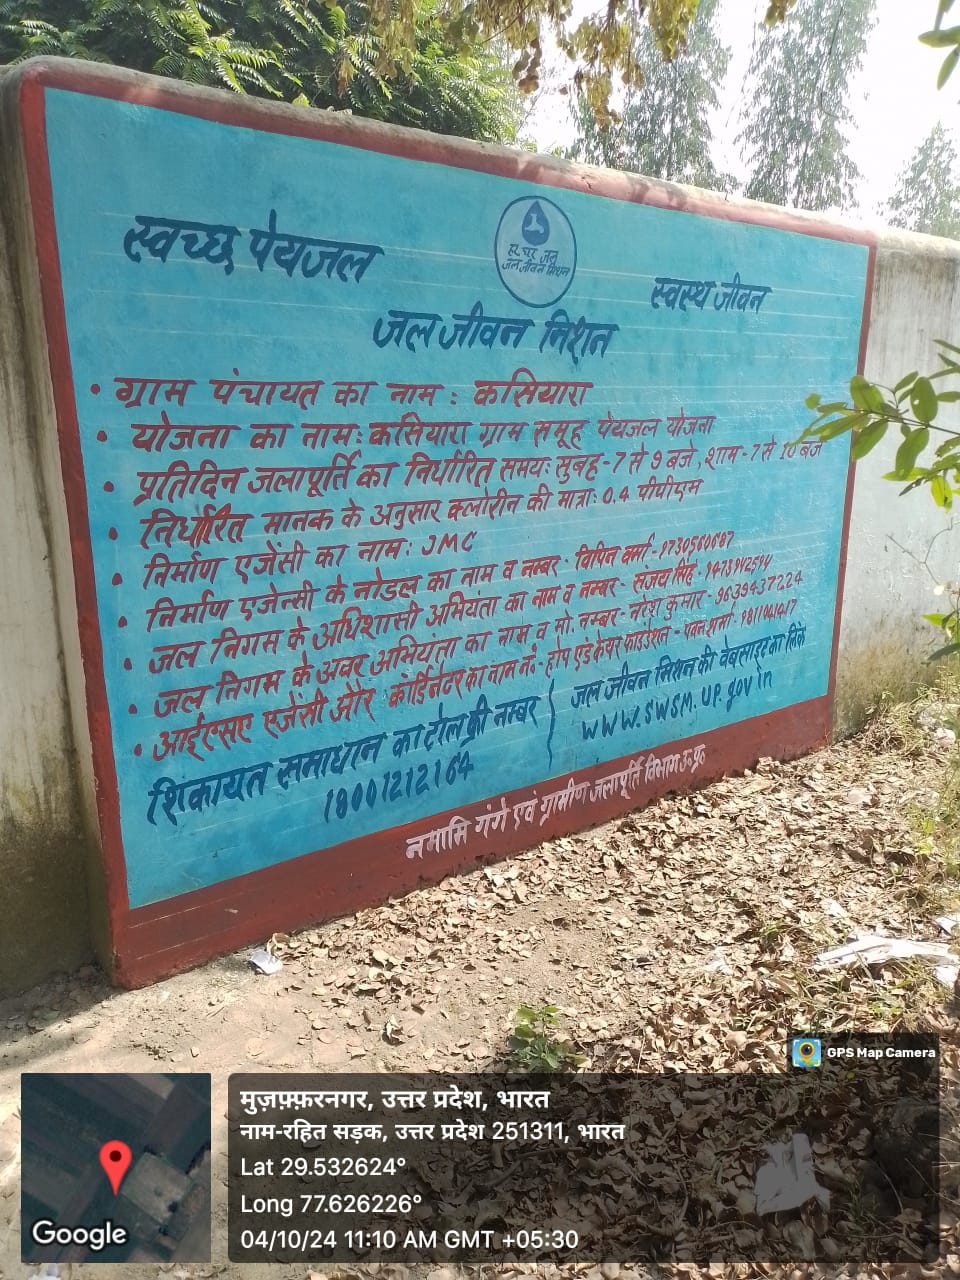 स्वच्छ पेयजल
हर घर जल
जल जीवन मिशन
स्वस्थ जीवन
जल जीवन मिशन
• ग्राम पंचायत का नाम : कसियारा
• योजना का नाम: कसियारा ग्राम समूह पेयजल योजना
• प्रतिदिन जलापूर्ति का निर्धारित समय: सुबह - 7 से 9 बजे, शाम - 7 से 10 बजे
• निर्धारित मानक के अनुसार क्लोरीन की मात्रा: 0.4 पीपीएम
• निर्माण एजेंसी का नाम: JMC
• निर्माण एजेन्सी के नोडल का नाम व नम्बर - विपिन वर्मा - 9730560687
• जल निगम के अधिशासी अभियंता का नाम व नम्बर - संजय सिंह -
• जल निगम के अवर अभियंता का नाम व मो. नम्बर - नरेश कुमार - 9639437224
• आईएसए एजेंसी और कोर्डिनेटर का नाम नं - होप एंड केयर फाउंडेशन - पवन शर्मा -
शिकायत समाधान का टोल फ्री नम्बर
18001212164
जल जीवन मिशन की वेबसाइट का लिंक
www.swsm.up.gov in
नमामि गंगे एवं ग्रामीण जलापूर्ति विभाग उ०प्र०
GPS Map Camera
मुज़फ़्फ़रनगर, उत्तर प्रदेश, भारत
नाम-रहित सड़क, उत्तर प्रदेश 251311, भारत
Lat 29.532624°
Long 77.626226°
04/10/24 11:10 AM GMT +05:30
Google